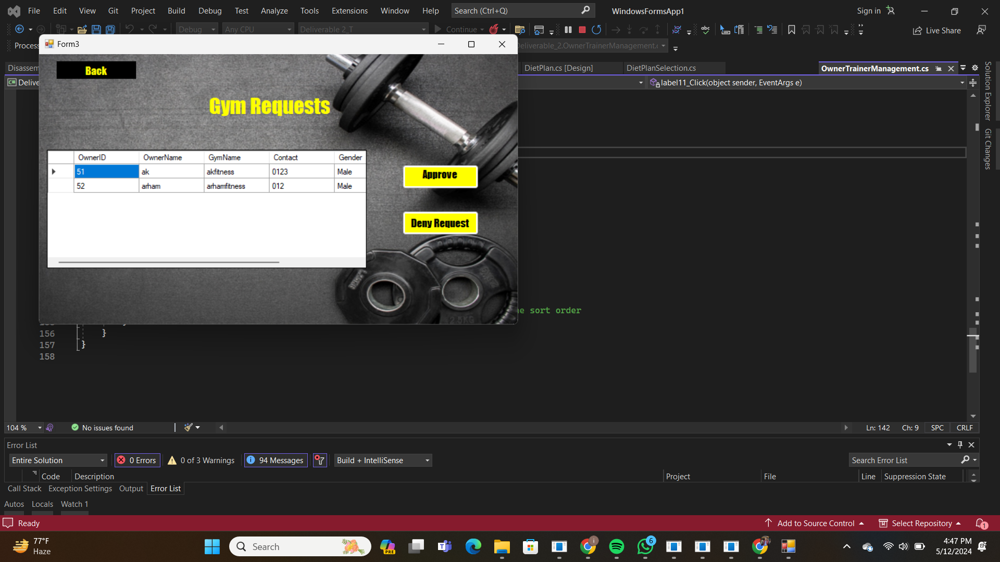 File Edit View Git Project Build Debug Test Analyze Tools Extensions Window Help Search (Ctrl+Q) WindowsFormsApp1 Sign in
Debug Any CPU Deliverable 2_T Continue Live Share
Form3
Process
Deliverable_2.OwnerTrainerManagement.
Back
Disassem
DietPlan.cs [Design] DietPlanSelection.cs OwnerTrainerManagement.cs
Delive
label11_Click(object sender, EventArgs e)
Solution Explorer
Git Changes
Gym Requests
OwnerID OwnerName GymName Contact Gender
51 ak akfitness 0123 Male
52 arham arhamfitness 012 Male
Approve
Deny Request
2.5KG
sort order
156 }
157 }
158
104 % No issues found Ln: 142 Ch: 9 SPC CRLF
Error List
Entire Solution 0 Errors 0 of 3 Warnings 94 Messages Build + IntelliSense Search Error List
Code Description Project File Line Suppression State
Call Stack Exception Settings Output Error List
Autos Locals Watch 1
Ready Add to Source Control Select Repository 1
77°F
Haze
Search
PRE
6
4:47 PM
5/12/2024